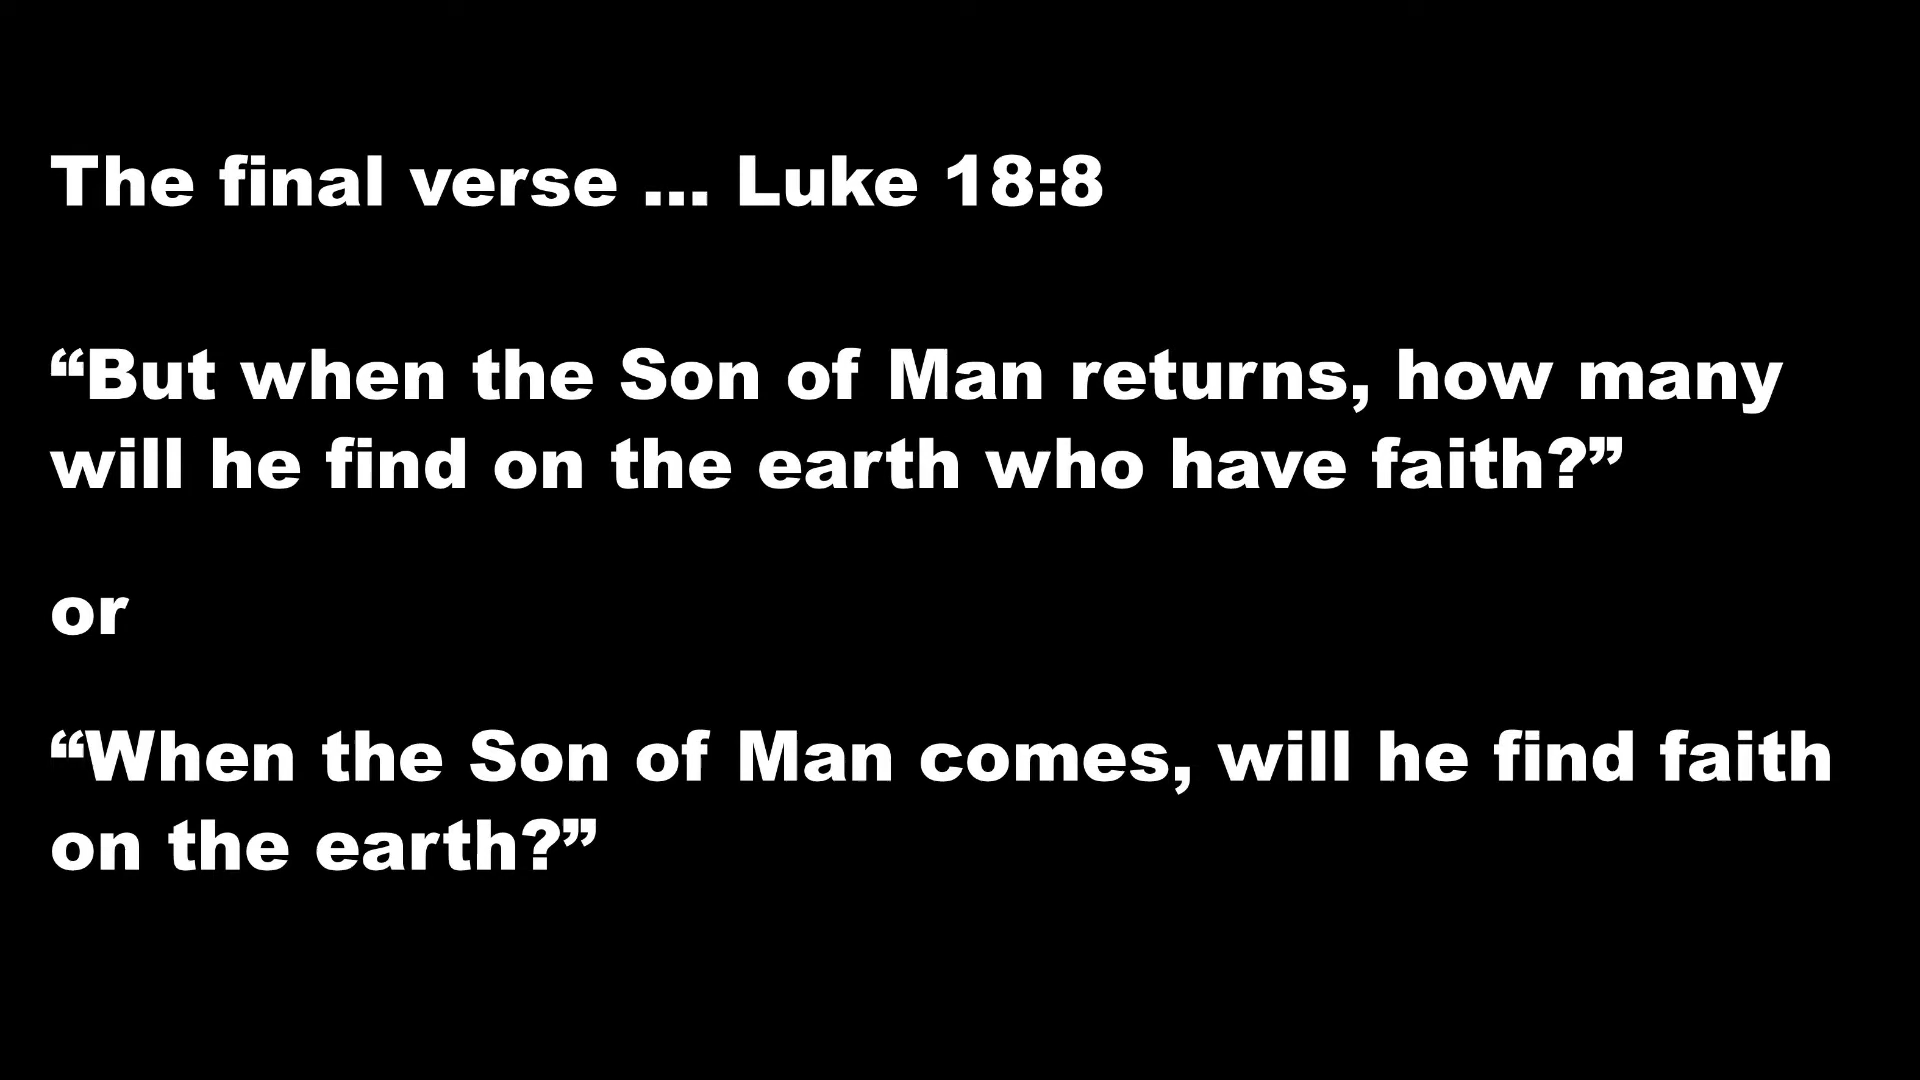 The final verse ... Luke 18:8
“But when the Son of Man returns, how many
will he find on the earth who have faith?”
or
“When the Son of Man comes, will he find faith
on the earth?”